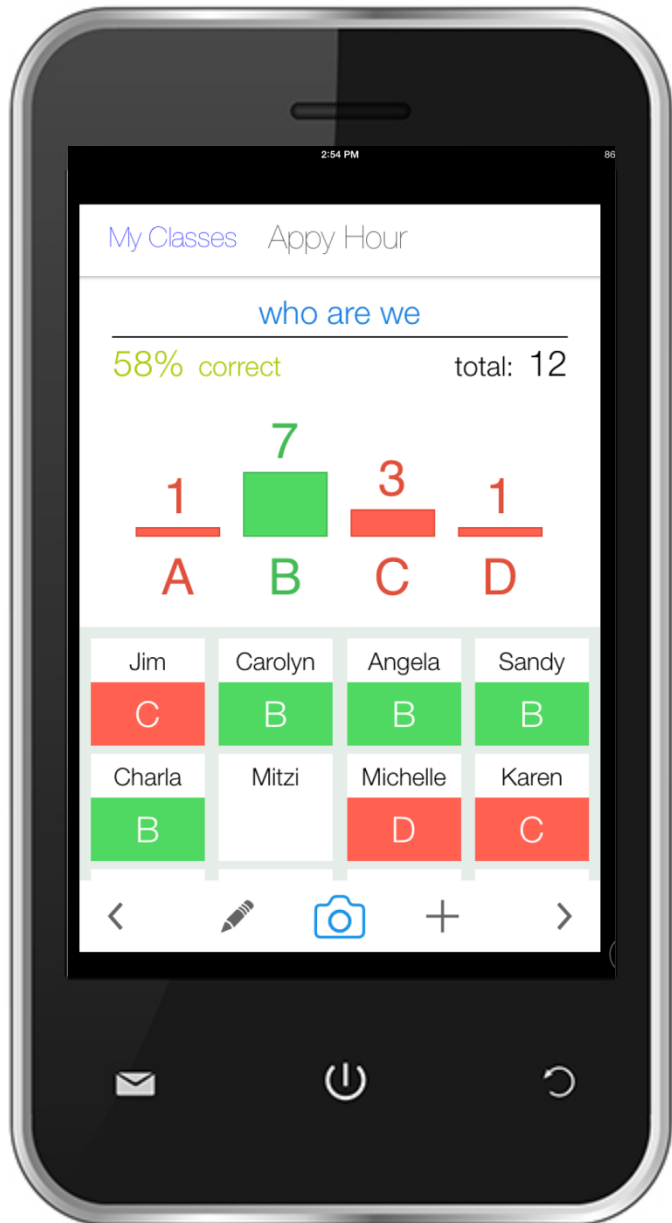 2:54 PM 86
My Classes Appy Hour
who are we
58% correct total: 12
1 7 3 1
A B C D
Jim Carolyn Angela Sandy
C B B B
Charla Mitzi Michelle Karen
B D C